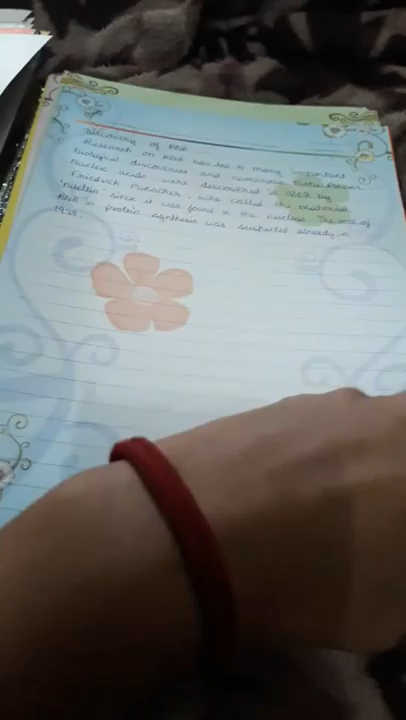 Discovery of RNA
Research on RNA has led to many important
biological discoveries and numerous Nobel Prizes.
Nucleic acids were discovered in 1868 by
Friedrich Miescher, who called the material
'nuclein' since it was found in the nucleus. The role of
RNA in protein synthesis was suspected already in
1939.